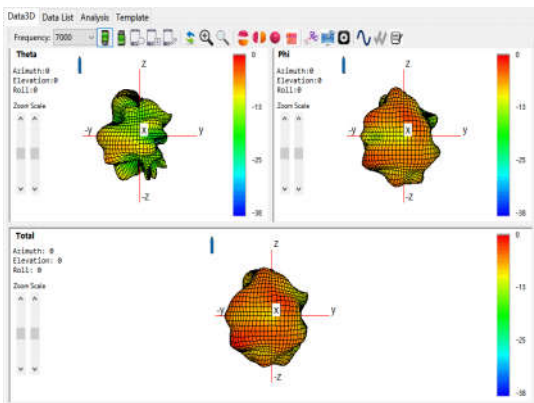 Data3D Data List Analysis Template
Frequency: 7000
Theta
Azimuth:0
Elevation:0
Roll:0
Zoom Scale
z
-y
x
y
-z
0
-13
-25
-38
Phi
Azimuth:0
Elevation:0
Roll:0
Zoom Scale
z
-y
x
y
-z
0
-13
-25
-38
Total
Azimuth: 0
Elevation: 0
Roll: 0
Zoom Scale
z
-y
x
y
-z
0
-13
-25
-38